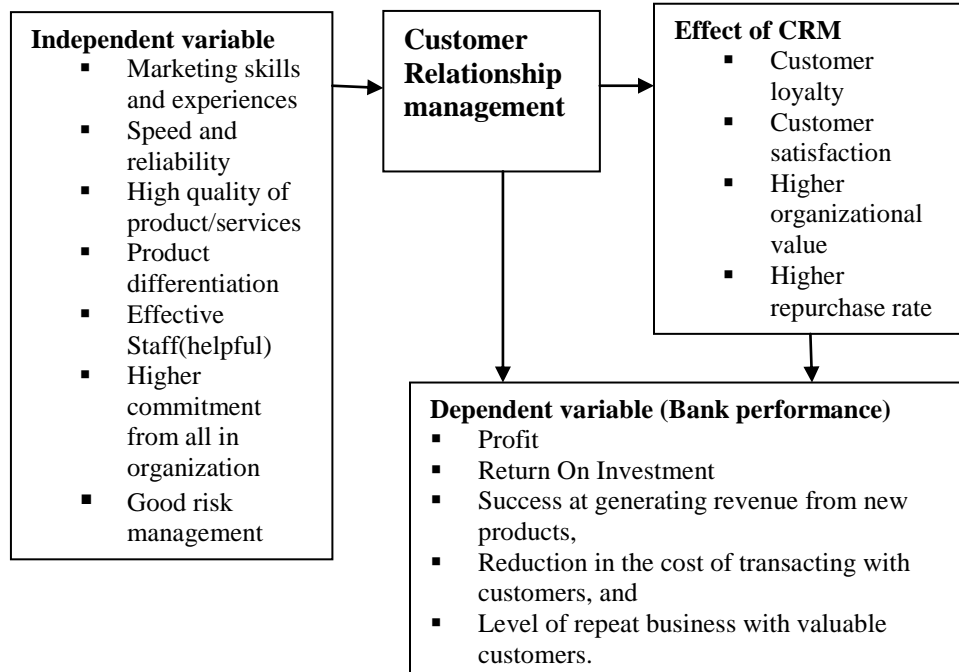 Independent variable
▪ Marketing skills
and experiences
▪ Speed and
reliability
▪ High quality of
product/services
▪ Product
differentiation
▪ Effective
Staff(helpful)
▪ Higher
commitment
from all in
organization
▪ Good risk
management
Customer
Relationship
management
Effect of CRM
▪ Customer
loyalty
▪ Customer
satisfaction
▪ Higher
organizational
value
▪ Higher
repurchase rate
Dependent variable (Bank performance)
▪ Profit
▪ Return On Investment
▪ Success at generating revenue from new
products,
▪ Reduction in the cost of transacting with
customers, and
▪ Level of repeat business with valuable
customers.